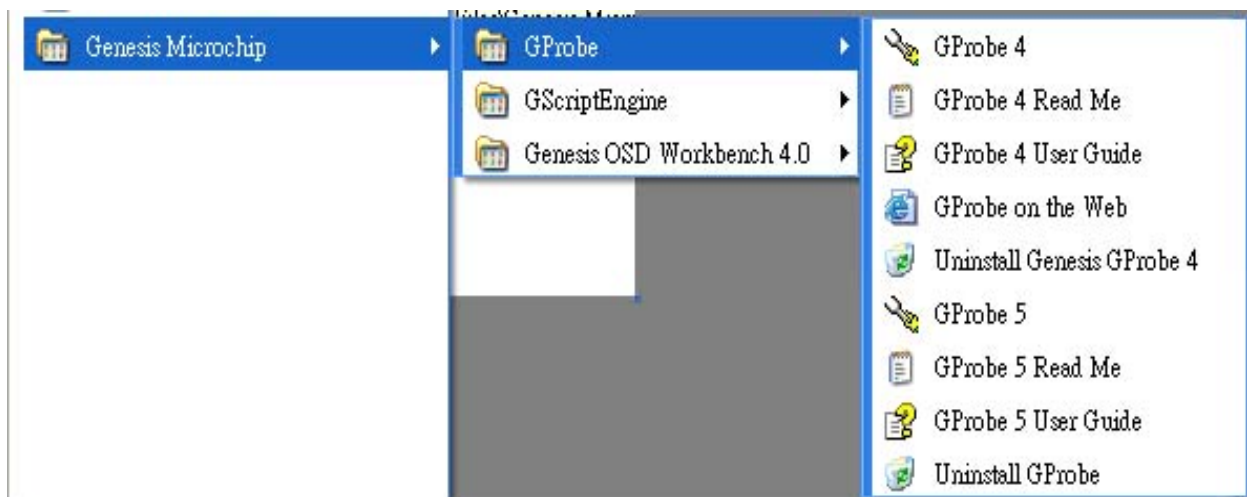 Genesis Microchip
GProbe
GScriptEngine
Genesis OSD Workbench 4.0
GProbe 4
GProbe 4 Read Me
GProbe 4 User Guide
GProbe on the Web
Uninstall Genesis GProbe 4
GProbe 5
GProbe 5 Read Me
GProbe 5 User Guide
Uninstall GProbe